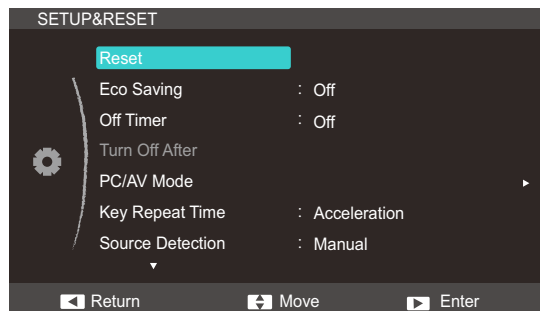 SETUP&RESET
Reset
Eco Saving : Off
Off Timer : Off
Turn Off After
PC/AV Mode
Key Repeat Time : Acceleration
Source Detection : Manual
Return Move Enter